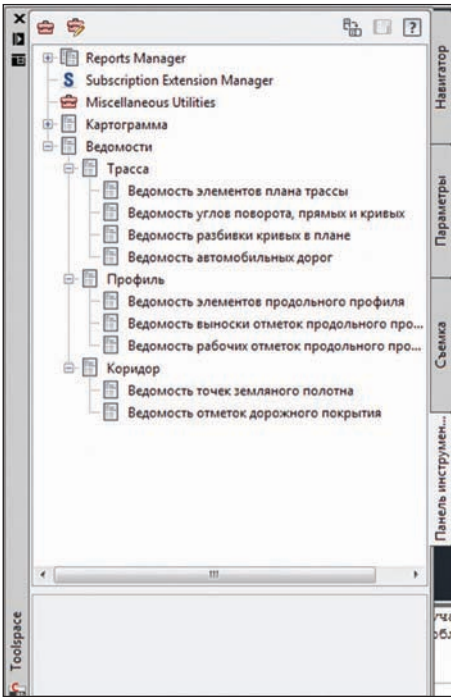 Reports Manager
S Subscription Extension Manager
Miscellaneous Utilities
Картограмма
Ведомости
Трасса
Ведомость элементов плана трассы
Ведомость углов поворота, прямых и кривых
Ведомость разбивки кривых в плане
Ведомость автомобильных дорог
Профиль
Ведомость элементов продольного профиля
Ведомость выноски отметок продольного про...
Ведомость рабочих отметок продольного про...
Коридор
Ведомость точек земляного полотна
Ведомость отметок дорожного покрытия
Навигатор
Параметры
Съемка
Панель инструмен...
Toolspace